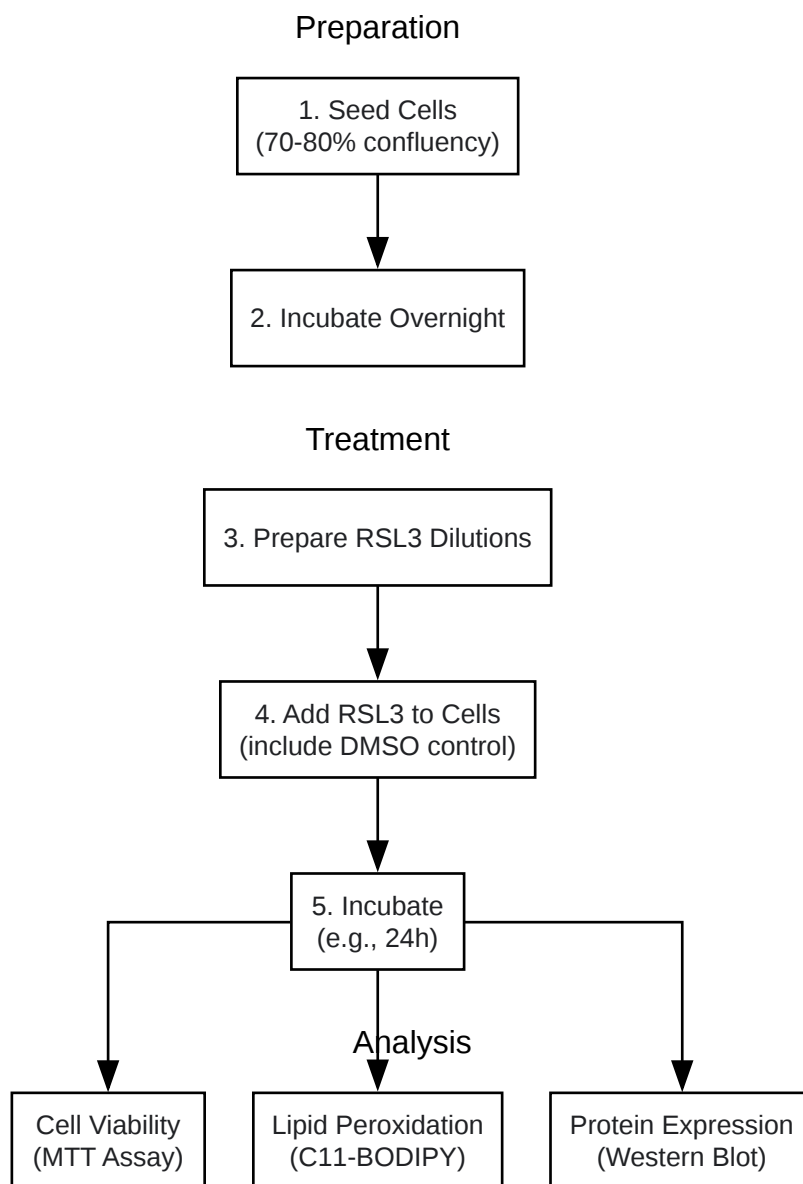 Preparation
1. Seed Cells
(70-80% confluency)
2. Incubate Overnight
Treatment
3. Prepare RSL3 Dilutions
4. Add RSL3 to Cells
(include DMSO control)
5. Incubate
(e.g., 24h)
Analysis
Cell Viability
(MTT Assay)
Lipid Peroxidation
(C11-BODIPY)
Protein Expression
(Western Blot)